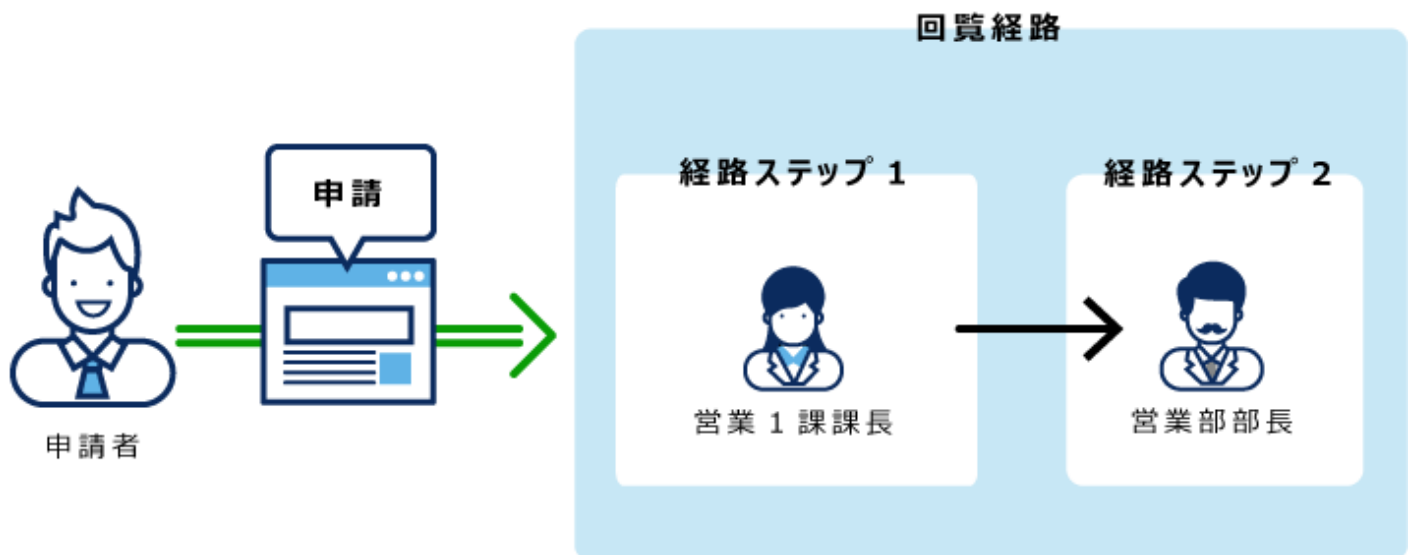 回覧経路
申請
経路ステップ 1
経路ステップ 2
申請者
営業 1 課課長
営業部部長